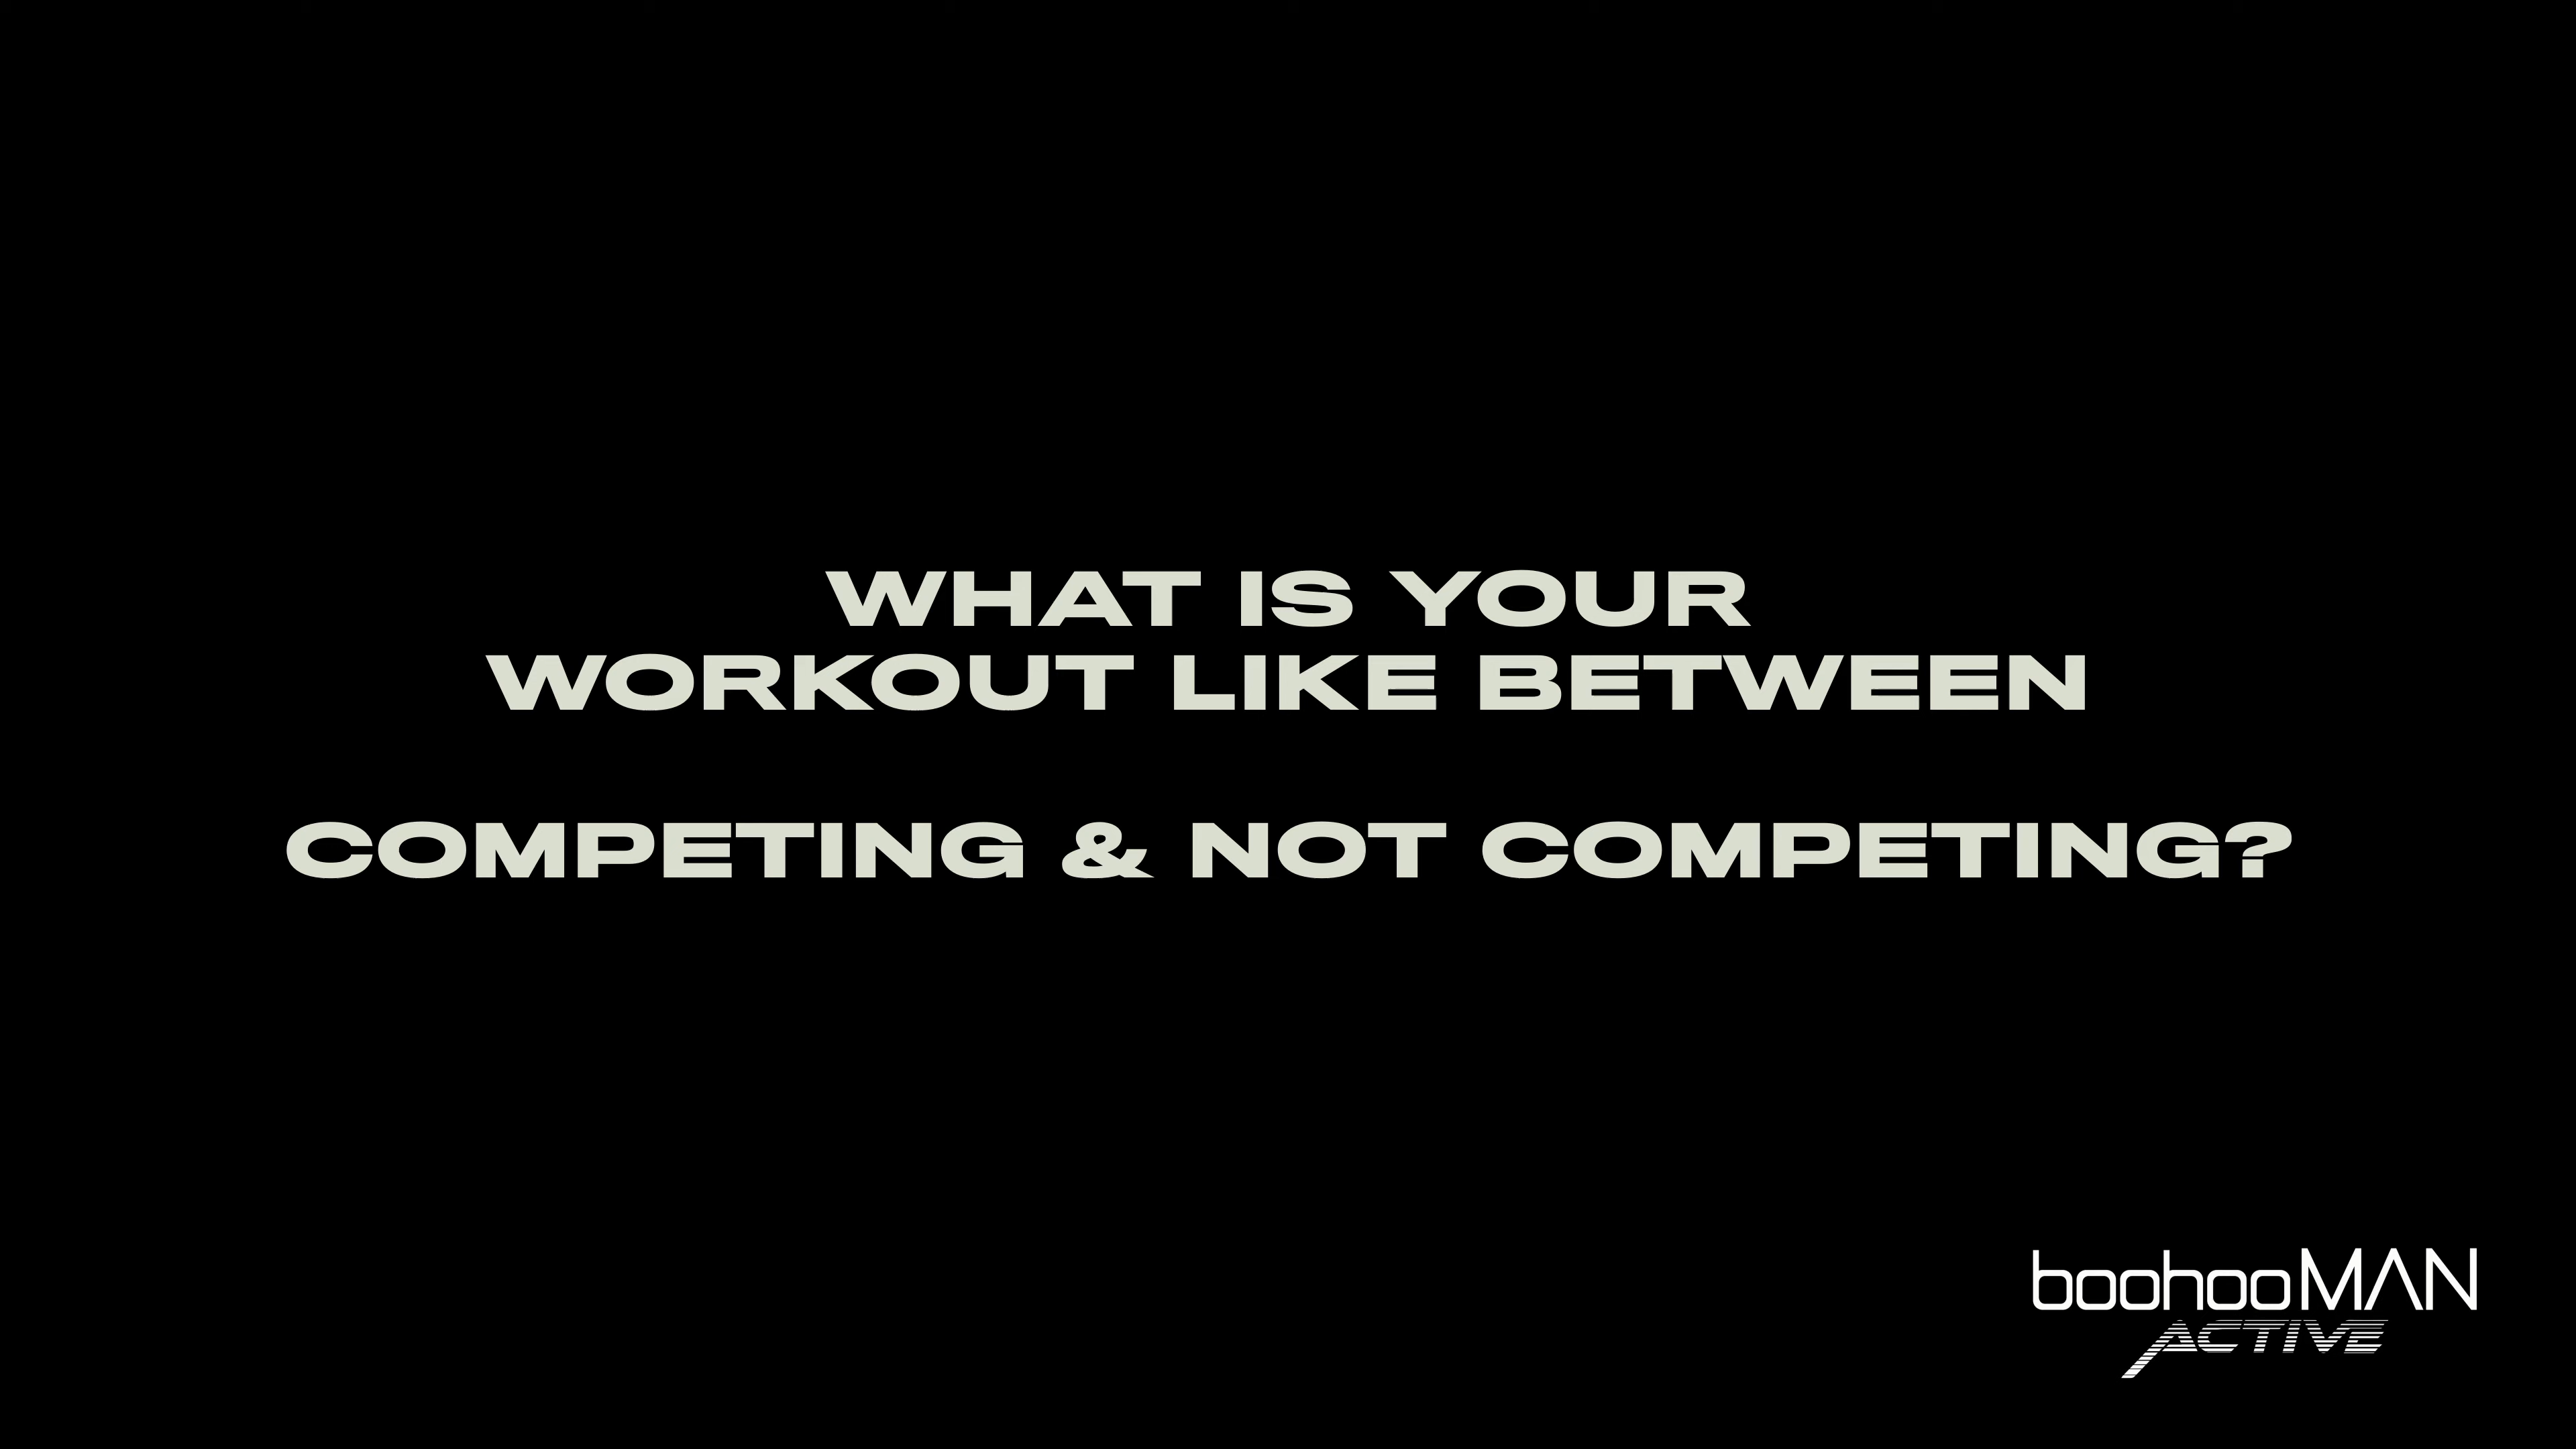 WHAT IS YOUR
WORKOUT LIKE BETWEEN
COMPETING & NOT COMPETING?
boohooMAN
ACTIVE